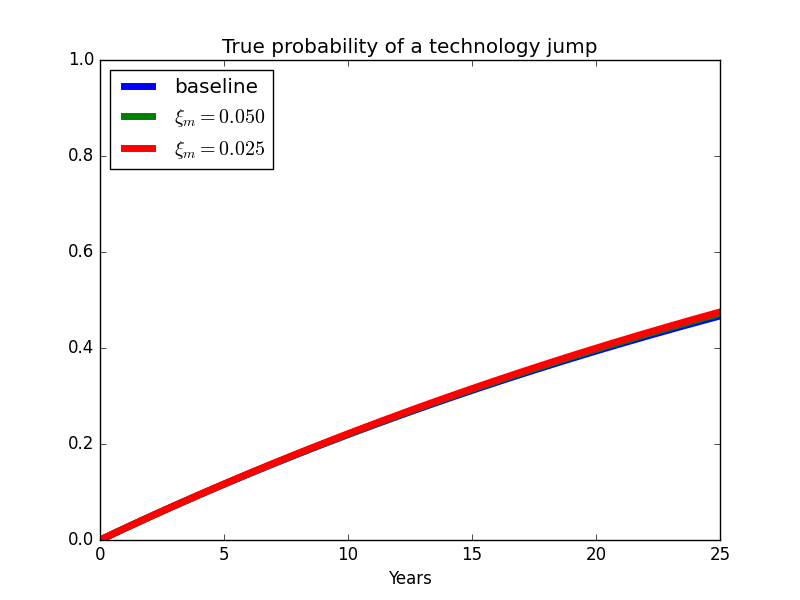 True probability of a technology jump
1.0
baseline
ξₘ = 0.050
ξₘ = 0.025
0.8
0.6
0.4
0.2
0.0
0 5 10 15 20 25
Years